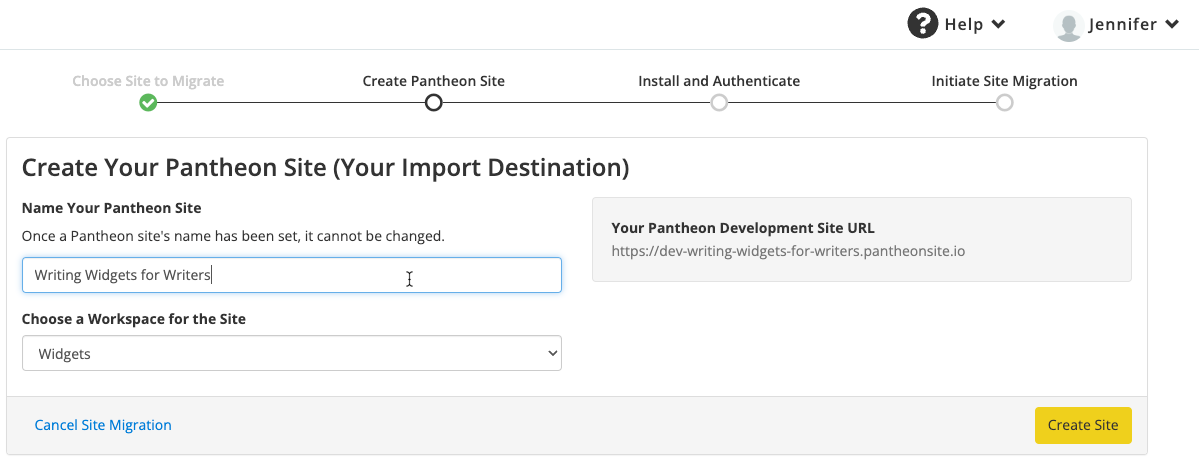 Help
Jennifer
Choose Site to Migrate
Create Pantheon Site
Install and Authenticate
Initiate Site Migration
Create Your Pantheon Site (Your Import Destination)
Name Your Pantheon Site
Once a Pantheon site's name has been set, it cannot be changed.
Writing Widgets for Writers
Choose a Workspace for the Site
Widgets
Your Pantheon Development Site URL
https://dev-writing-widgets-for-writers.pantheonsite.io
Cancel Site Migration
Create Site